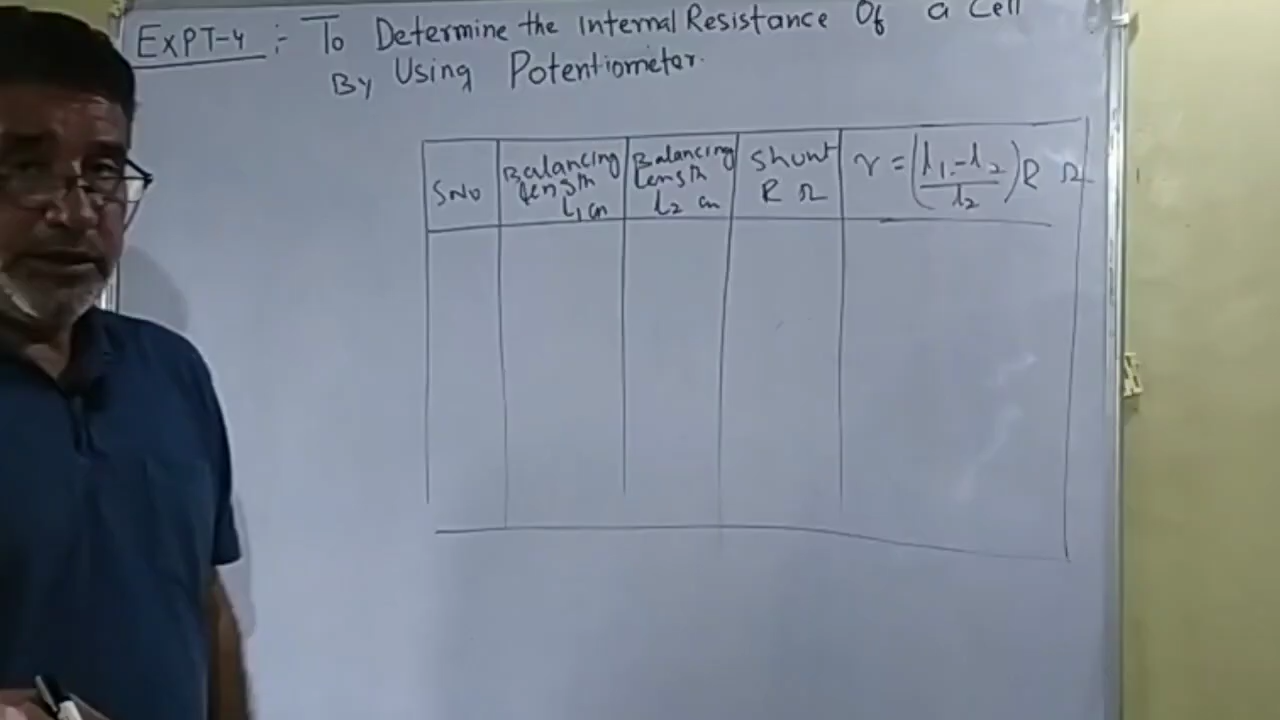 EXPT-4 :- To Determine the Internal Resistance Of a Cell
By Using Potentiometer.
SNO
Balancing
length
l₁ cm
Balancing
Length
l₂ cm
Shunt
R Ω
r = (l₁ - l₂ / l₂) R Ω